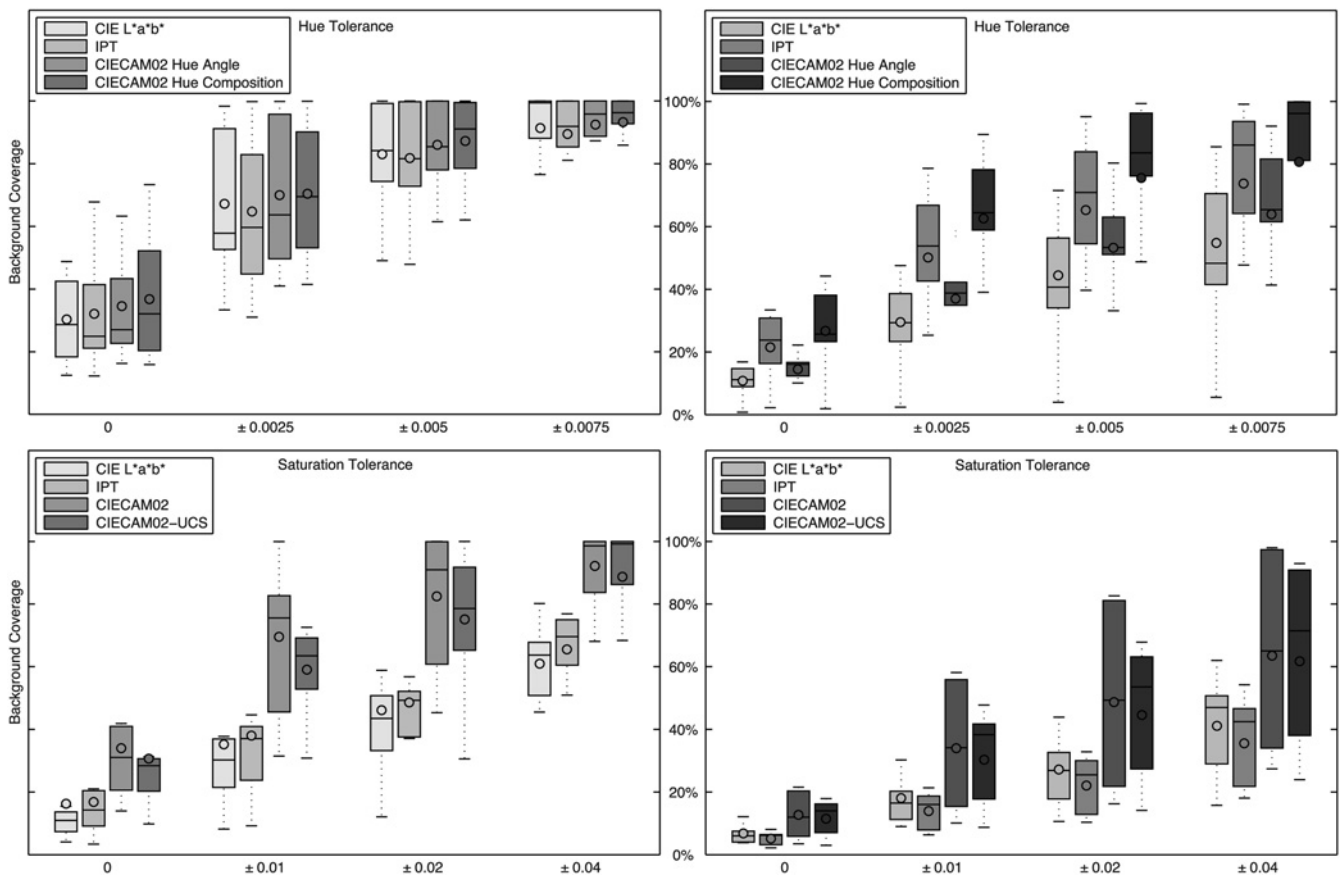 CIE L*a*b*
IPT
CIECAM02 Hue Angle
CIECAM02 Hue Composition
Hue Tolerance
Background Coverage
0
± 0.0025
± 0.005
± 0.0075
CIE L*a*b*
IPT
CIECAM02 Hue Angle
CIECAM02 Hue Composition
Hue Tolerance
100%
80%
60%
40%
20%
0%
0
± 0.0025
± 0.005
± 0.0075
CIE L*a*b*
IPT
CIECAM02
CIECAM02−UCS
Saturation Tolerance
Background Coverage
0
± 0.01
± 0.02
± 0.04
CIE L*a*b*
IPT
CIECAM02
CIECAM02−UCS
Saturation Tolerance
100%
80%
60%
40%
20%
0%
0
± 0.01
± 0.02
± 0.04